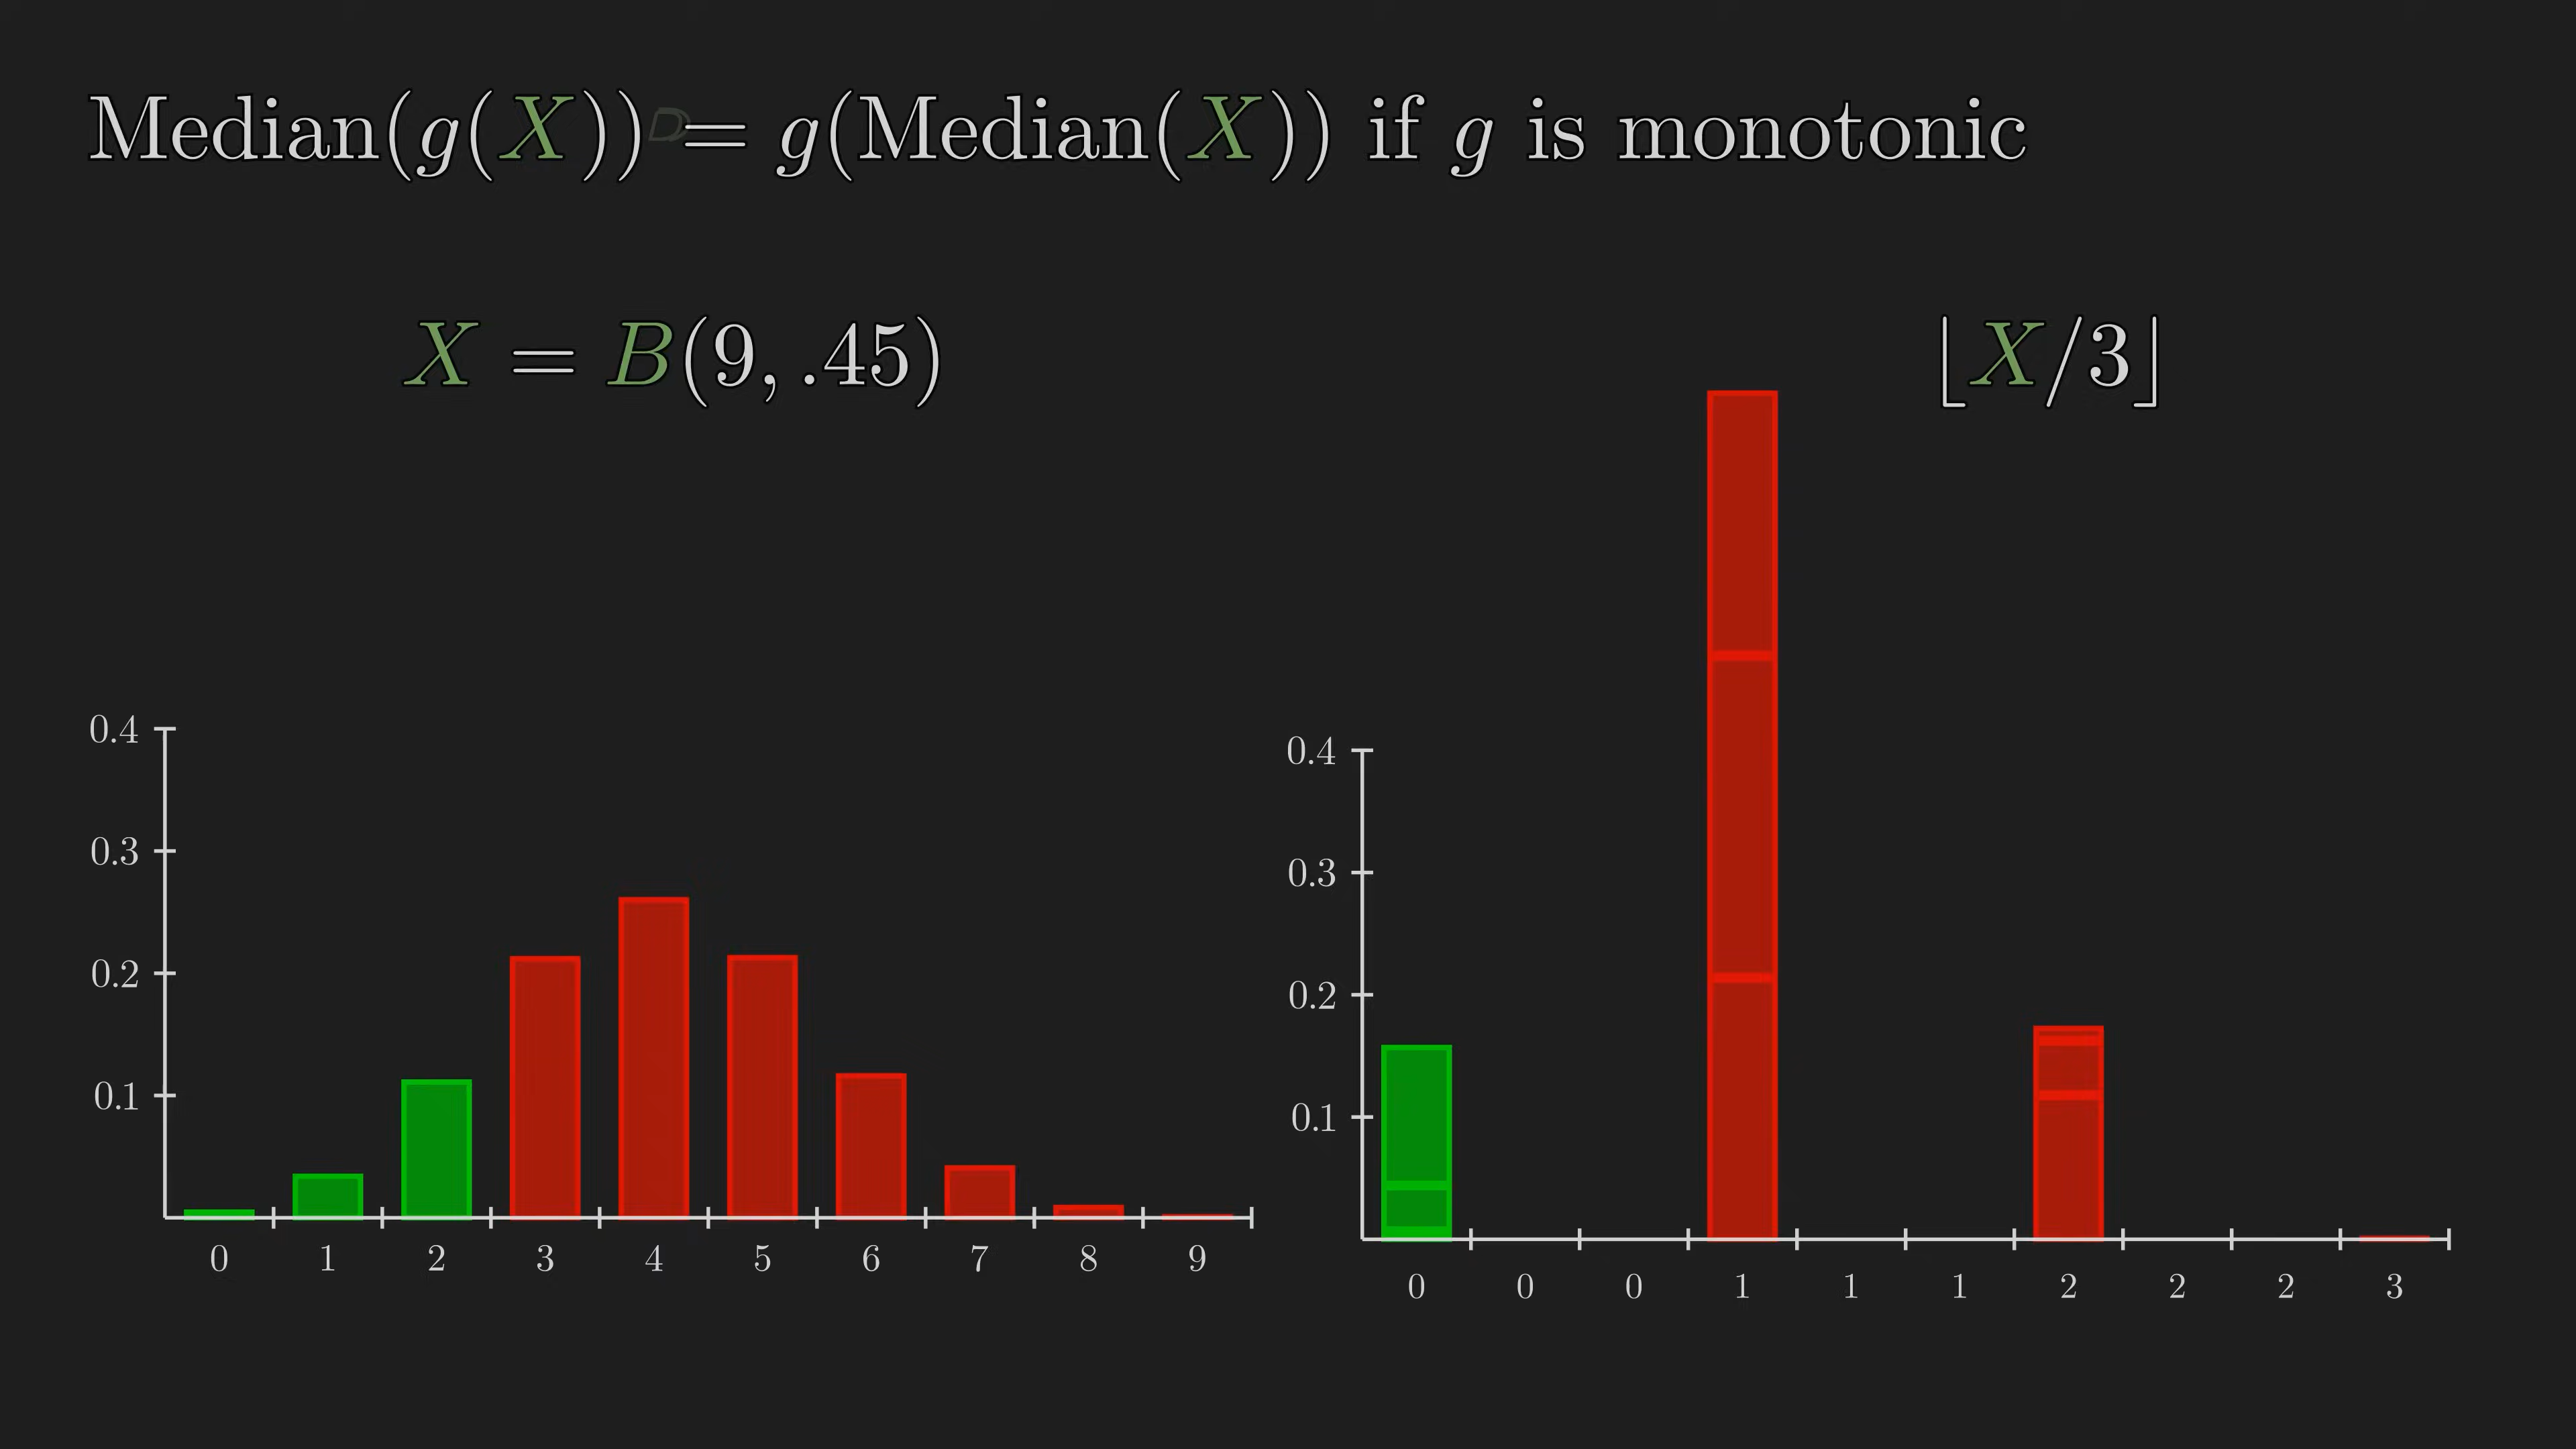 Median(g(X)) = g(Median(X)) if g is monotonic
X = B(9, .45)
⌊X/3⌋
0.4
0.3
0.2
0.1
0 1 2 3 4 5 6 7 8 9
0.4
0.3
0.2
0.1
0 0 0 1 1 1 2 2 2 3